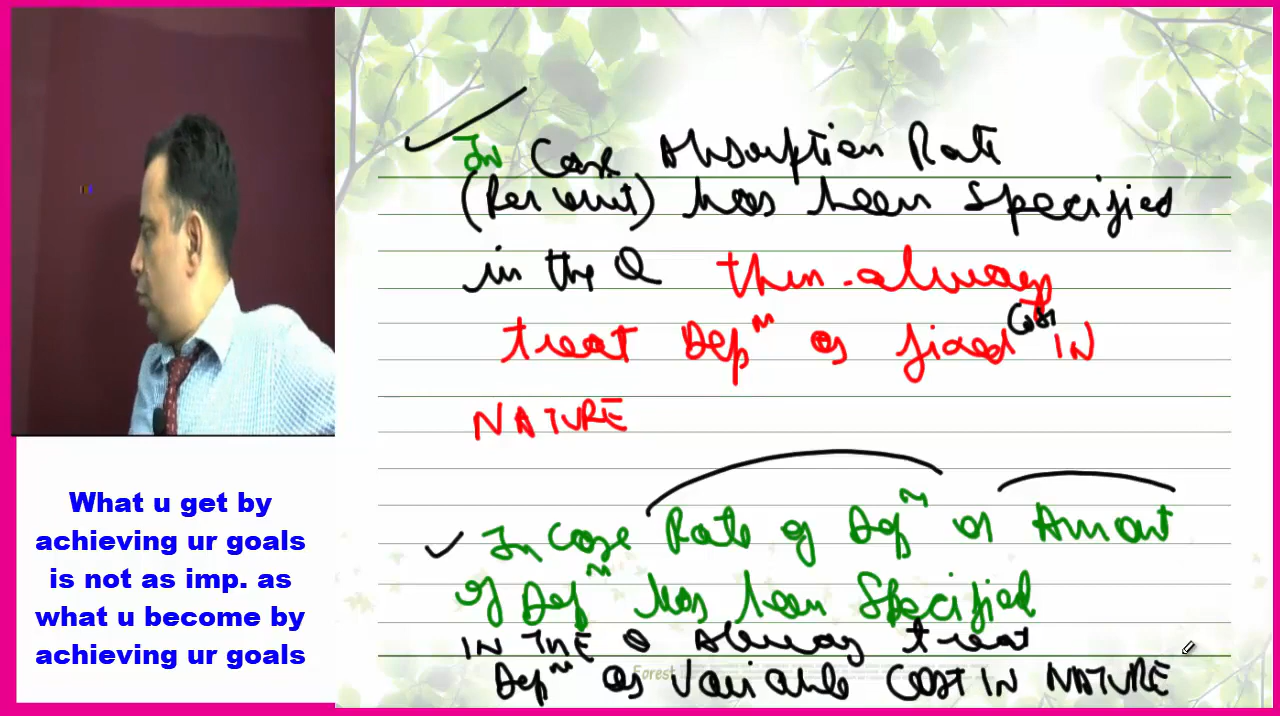 In Case Absorption Rate
(Per Unit) has been Specified
in the Q then always
treat Depⁿ as fixed Cost IN
NATURE
In case Rate of Depⁿ or Amount
of Depⁿ has been Specified
IN THE Q Always treat
Depⁿ as Variable COST IN NATURE
Forest
What u get by
achieving ur goals
is not as imp. as
what u become by
achieving ur goals